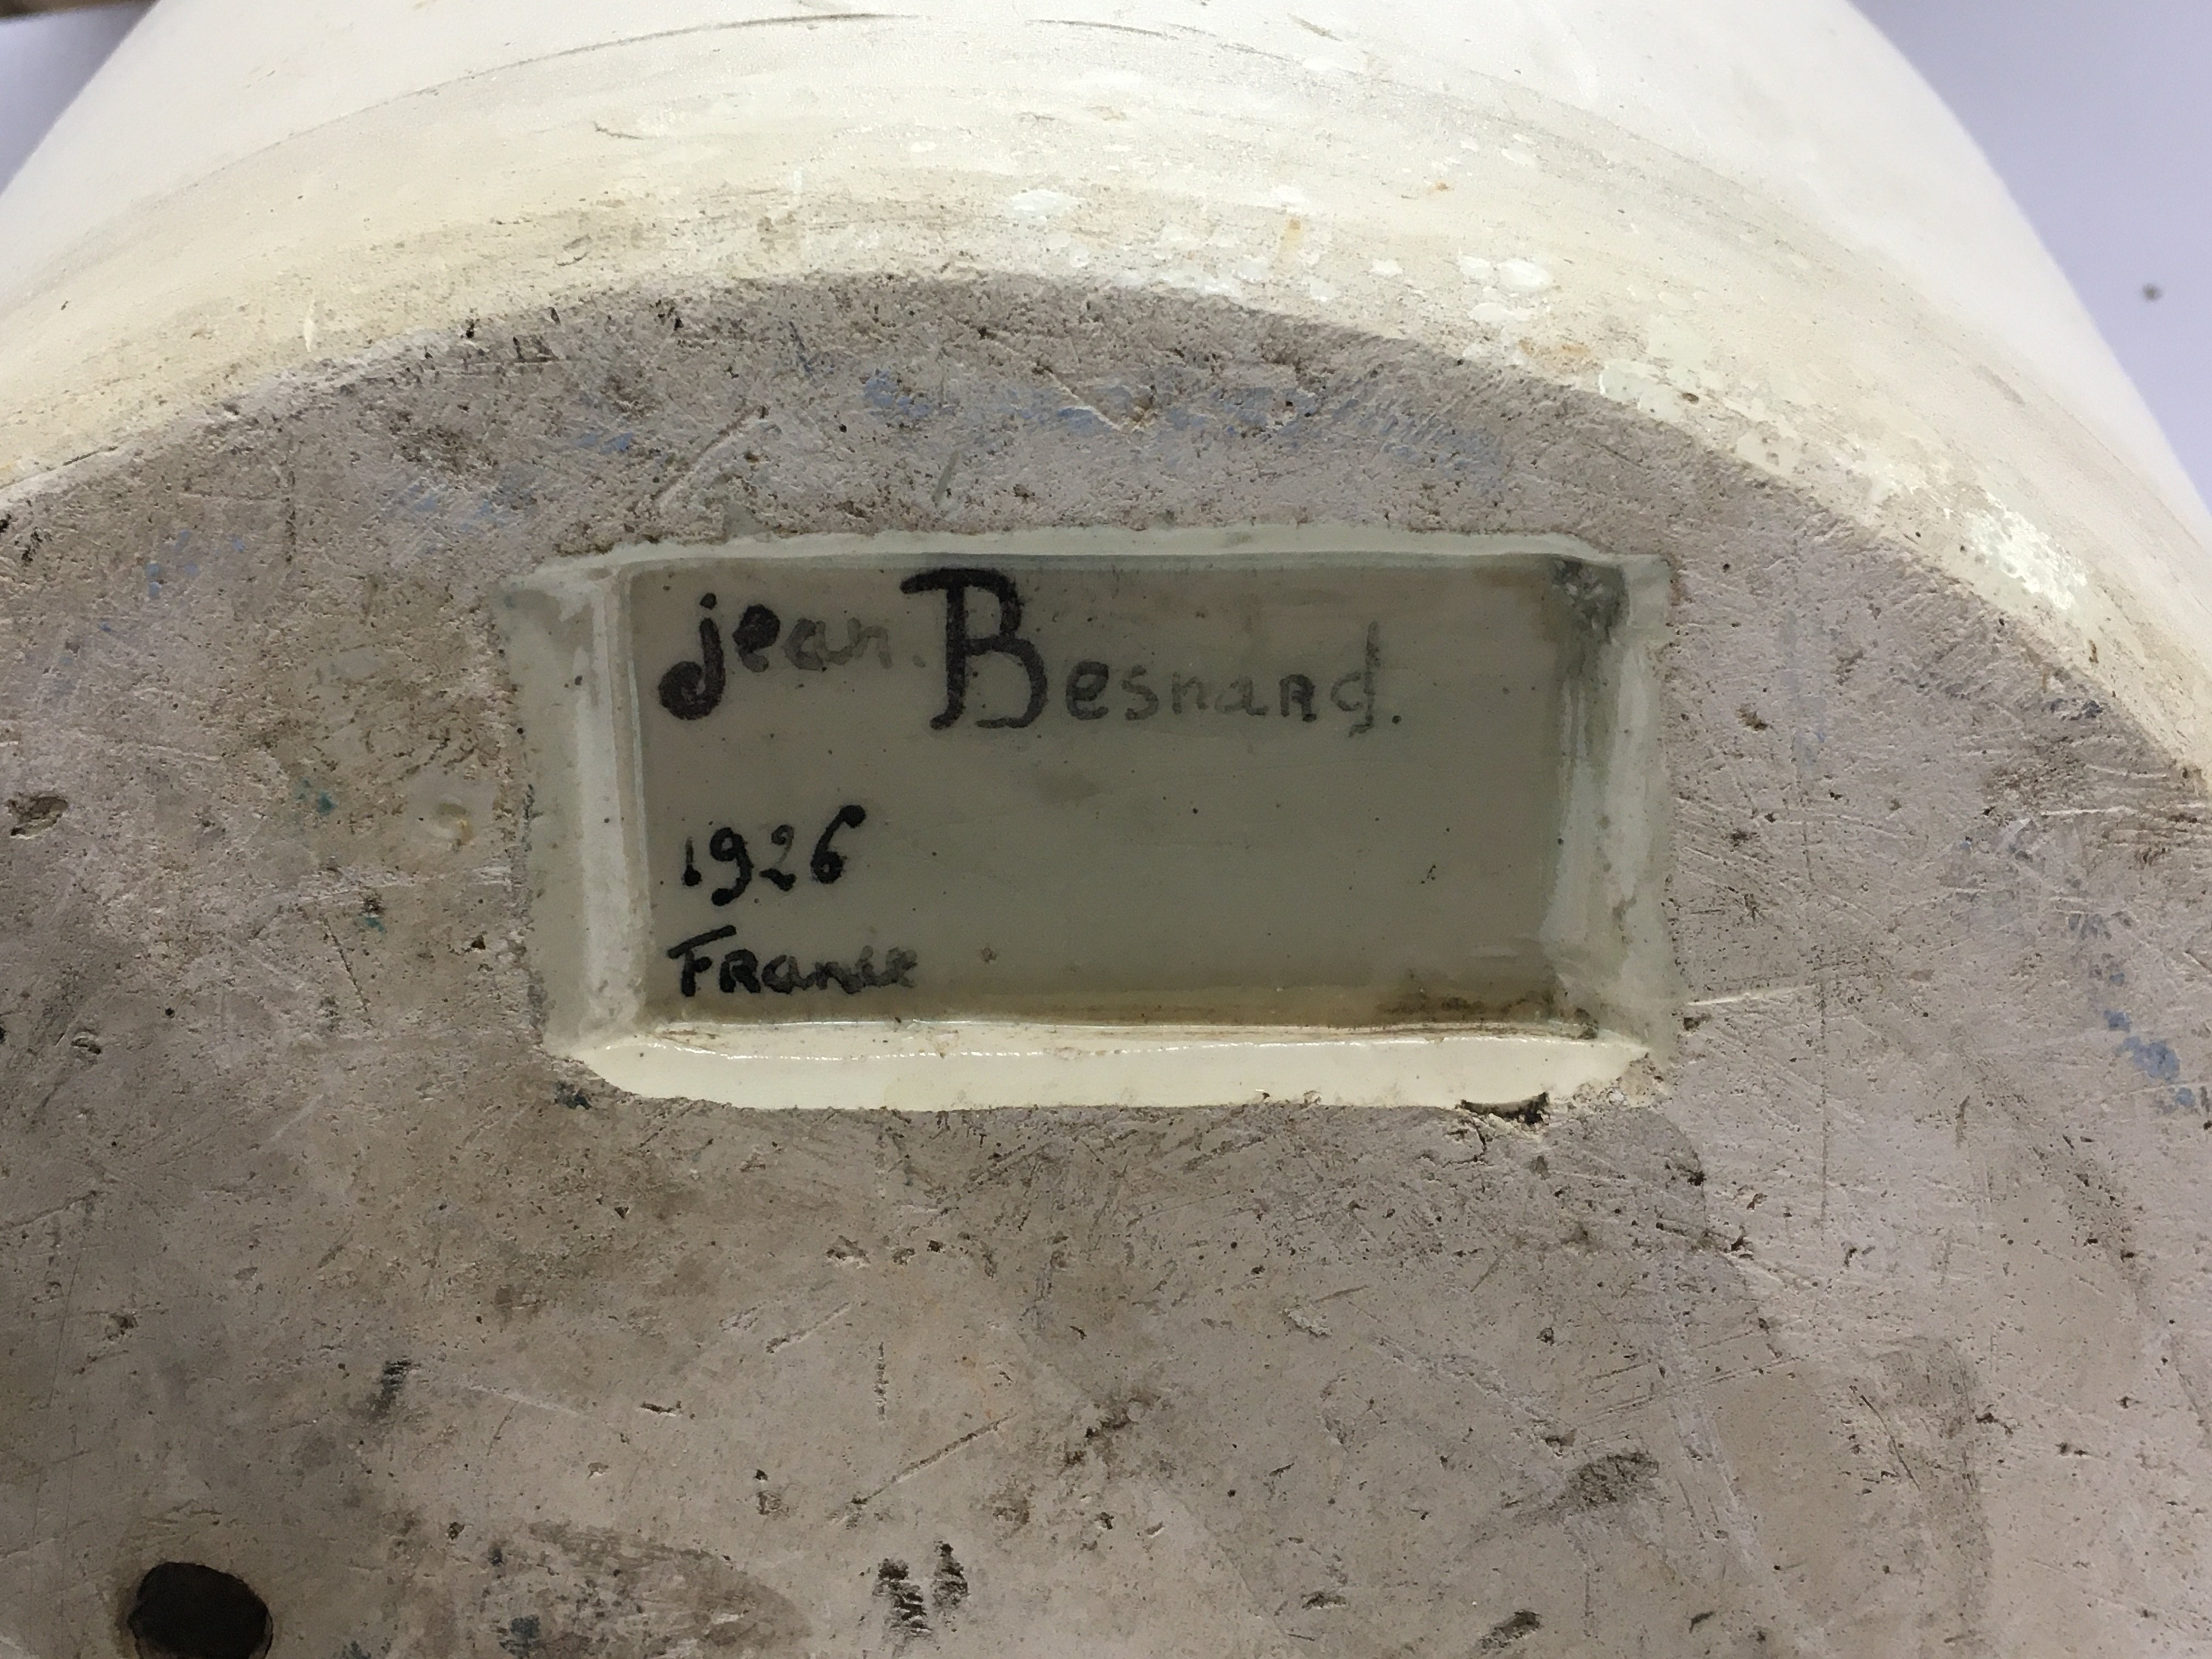 jean. Besnard.
1926
France